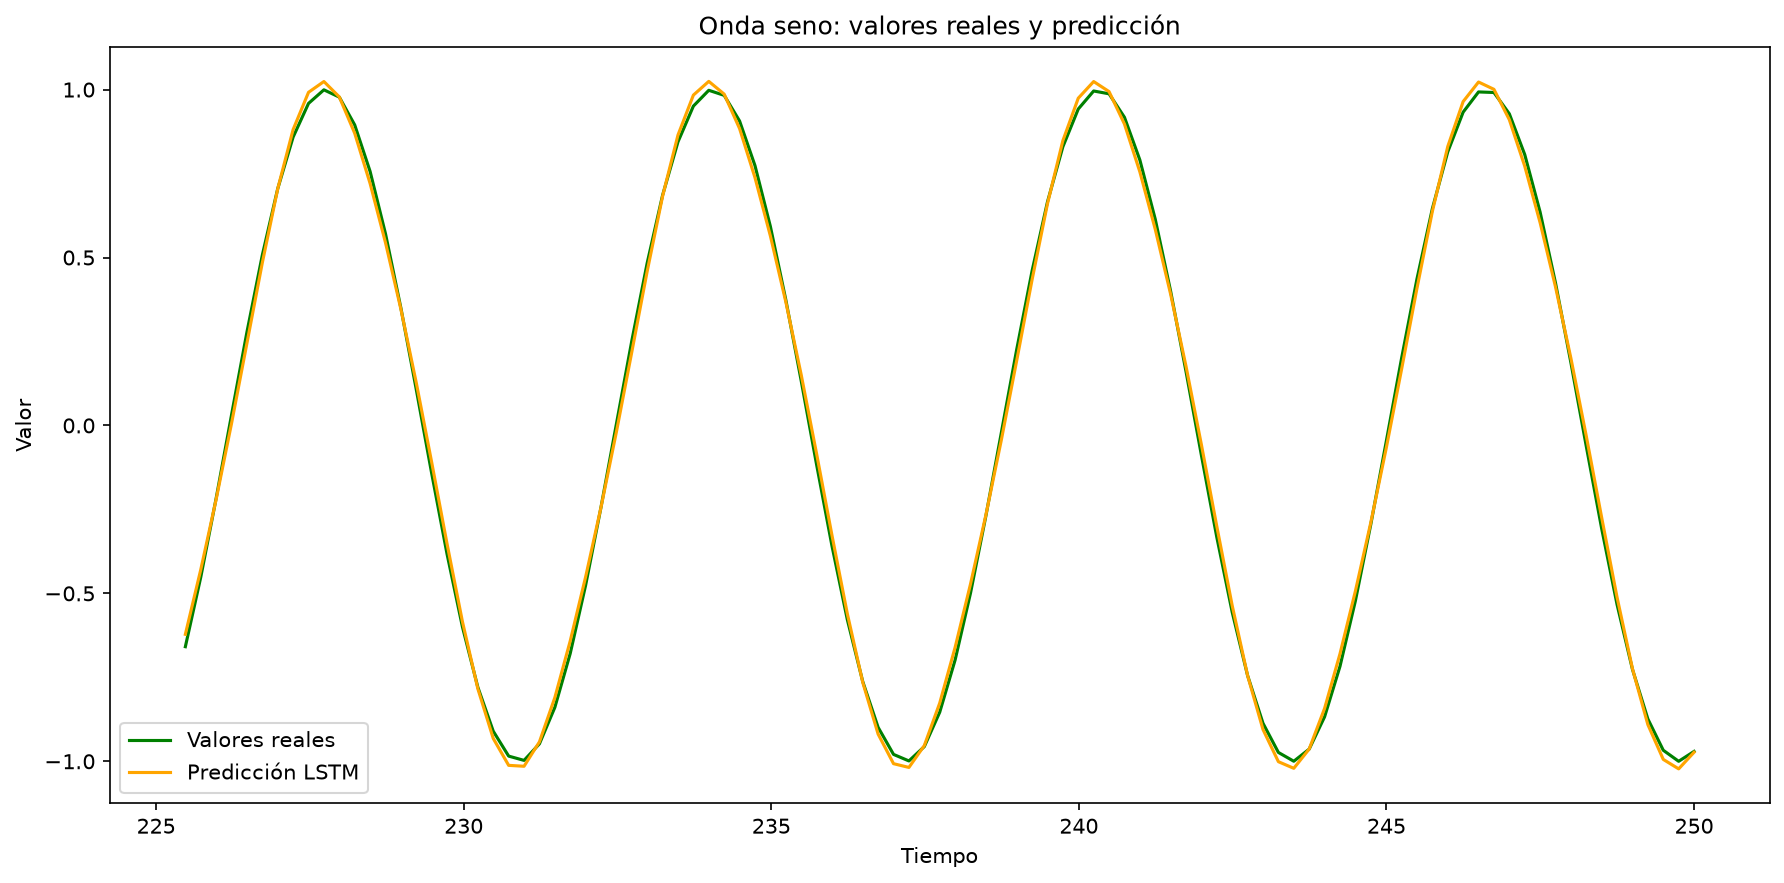 Onda seno: valores reales y predicción
Valor
1.0
0.5
0.0
−0.5
−1.0
Valores reales
Predicción LSTM
225
230
235
240
245
250
Tiempo